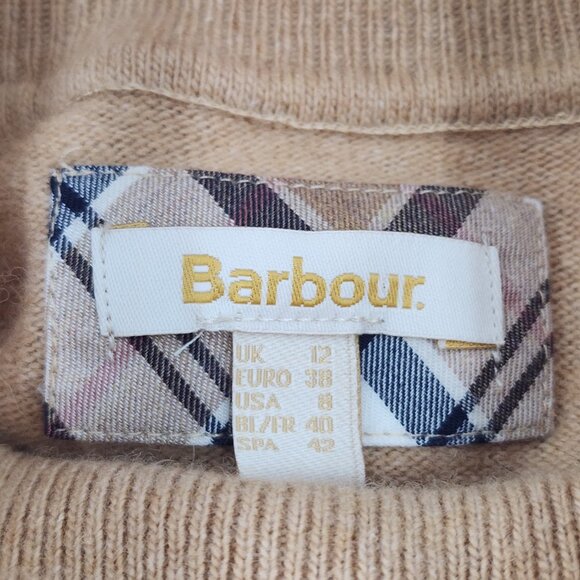 Barbour.
UK 12
EURO 38
USA 8
BL/FR 40
SPA 42